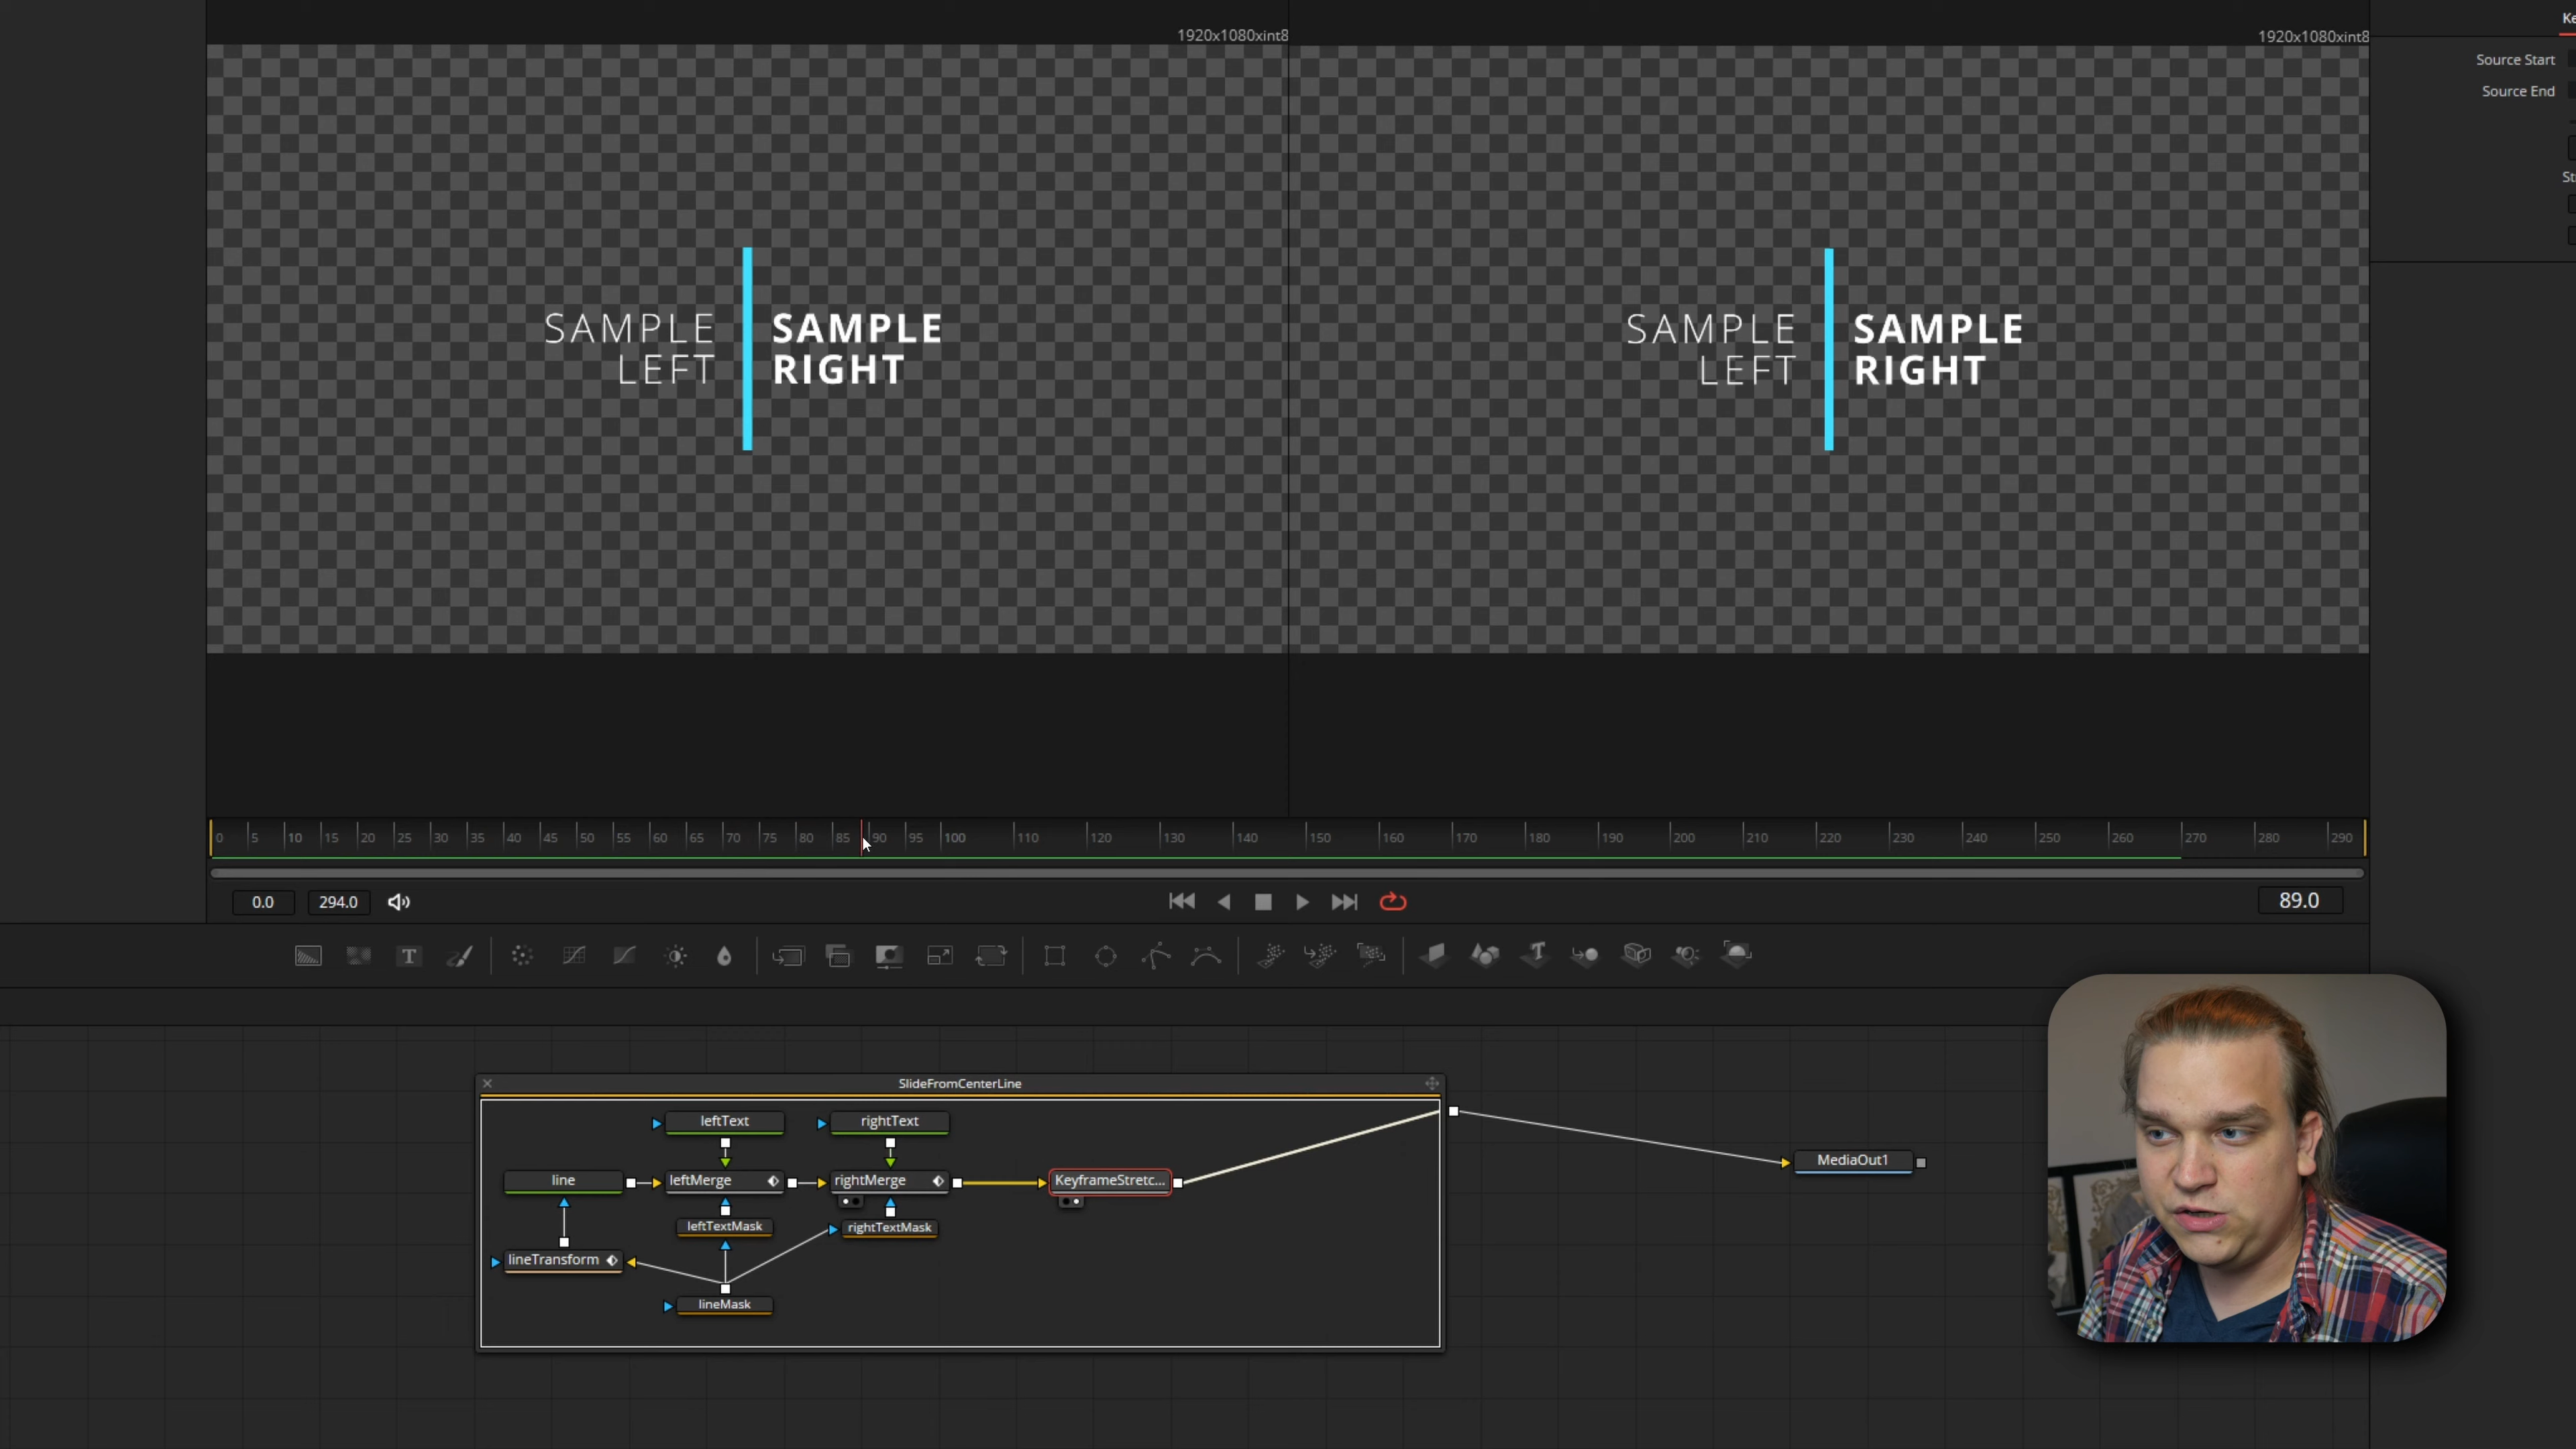 1920x1080xint8
1920x1080xint8
Ke
Source Start
Source End
St
SAMPLE
LEFT
SAMPLE
RIGHT
SAMPLE
LEFT
SAMPLE
RIGHT
0 5 10 15 20 25 30 35 40 45 50 55 60 65 70 75 80 85 90 95 100 110 120 130 140 150 160 170 180 190 200 210 220 230 240 250 260 270 280 290
0.0 294.0 89.0
T
SlideFromCenterLine
leftText rightText
line leftMerge rightMerge KeyframeStretc... MediaOut1
leftTextMask rightTextMask
lineTransform
lineMask